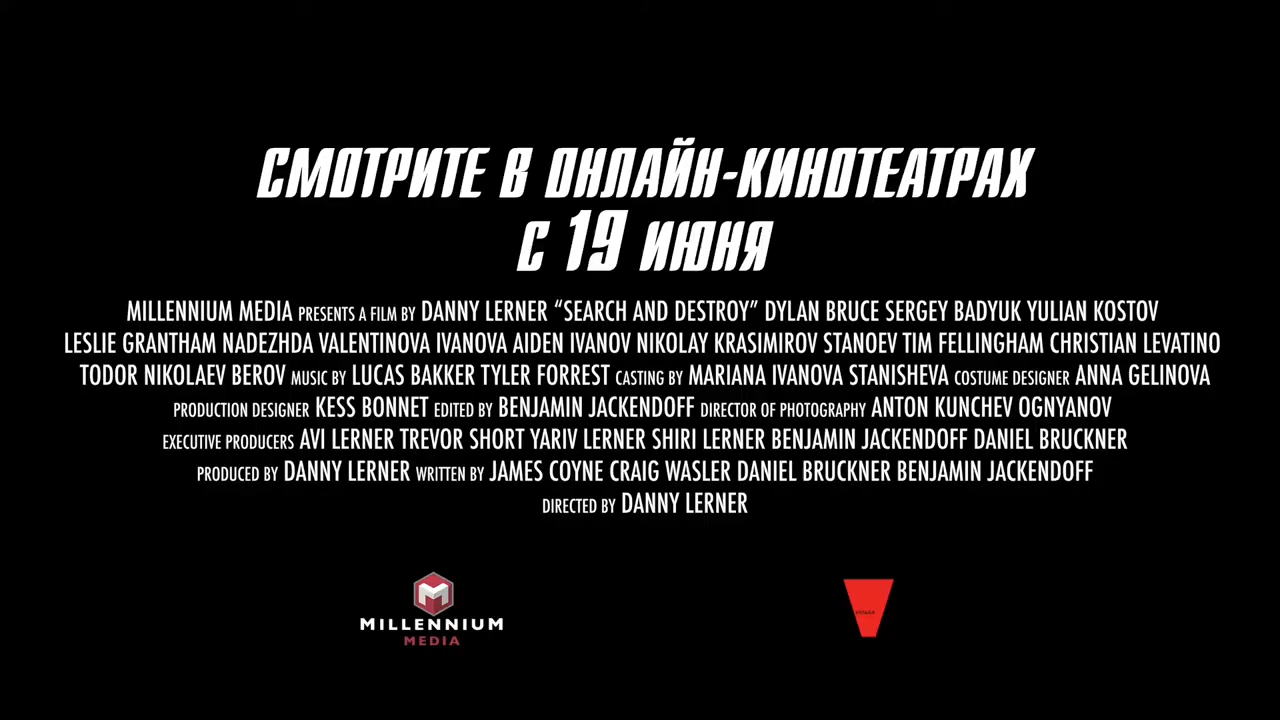 СМОТРИТЕ В ОНЛАЙН-КИНОТЕАТРАХ
С 19 ИЮНЯ
MILLENNIUM MEDIA PRESENTS A FILM BY DANNY LERNER “SEARCH AND DESTROY” DYLAN BRUCE SERGEY BADYUK YULIAN KOSTOV
LESLIE GRANTHAM NADEZHDA VALENTINOVA IVANOVA AIDEN IVANOV NIKOLAY KRASIMIROV STANOEV TIM FELLINGHAM CHRISTIAN LEVATINO
TODOR NIKOLAEV BEROV MUSIC BY LUCAS BAKKER TYLER FORREST CASTING BY MARIANA IVANOVA STANISHEVA COSTUME DESIGNER ANNA GELINOVA
PRODUCTION DESIGNER KESS BONNET EDITED BY BENJAMIN JACKENDOFF DIRECTOR OF PHOTOGRAPHY ANTON KUNCHEV OGNYANOV
EXECUTIVE PRODUCERS AVI LERNER TREVOR SHORT YARIV LERNER SHIRI LERNER BENJAMIN JACKENDOFF DANIEL BRUCKNER
PRODUCED BY DANNY LERNER WRITTEN BY JAMES COYNE CRAIG WASLER DANIEL BRUCKNER BENJAMIN JACKENDOFF
DIRECTED BY DANNY LERNER
MILLENNIUM
MEDIA